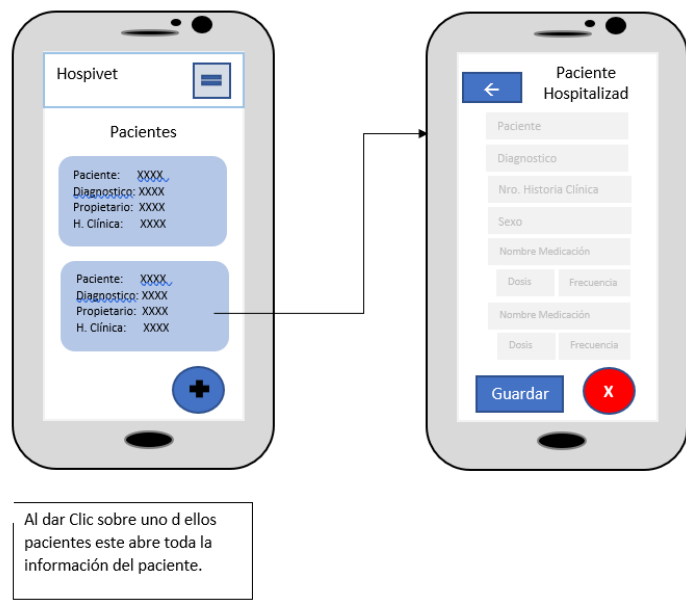 Hospivet
Pacientes
Paciente: XXXX
Diagnostico: XXXX
Propietario: XXXX
H. Clínica: XXXX
Paciente: XXXX
Diagnostico: XXXX
Propietario: XXXX
H. Clínica: XXXX
Paciente
Hospitalizad
Paciente
Diagnostico
Nro. Historia Clínica
Sexo
Nombre Medicación
Dosis Frecuencia
Nombre Medicación
Dosis Frecuencia
Guardar X
Al dar Clic sobre uno d ellos
pacientes este abre toda la
información del paciente.